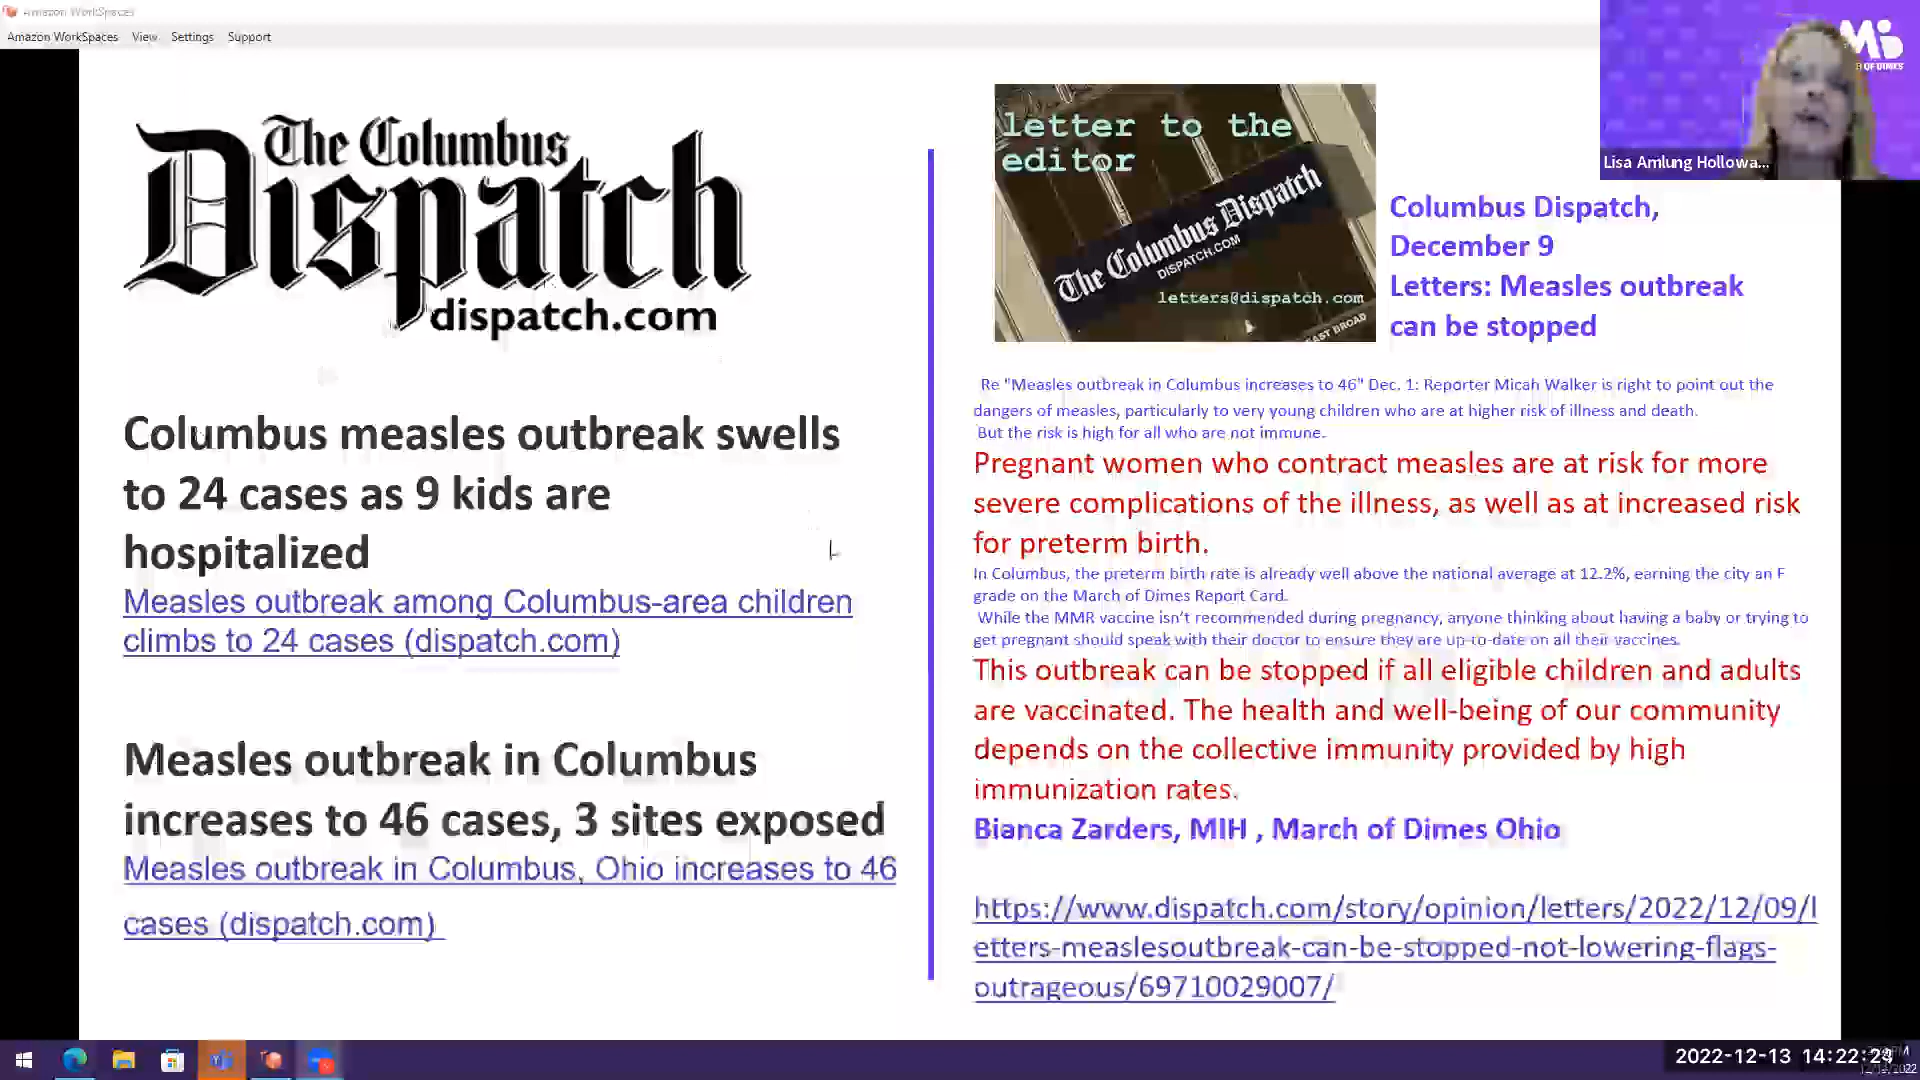 Amazon WorkSpaces
Amazon WorkSpaces View Settings Support
The Columbus
Dispatch
dispatch.com
Columbus measles outbreak swells
to 24 cases as 9 kids are
hospitalized
Measles outbreak among Columbus-area children
climbs to 24 cases (dispatch.com)
Measles outbreak in Columbus
increases to 46 cases, 3 sites exposed
Measles outbreak in Columbus, Ohio increases to 46
cases (dispatch.com)
letter to the
editor
The Columbus Dispatch
DISPATCH.COM
letters@dispatch.com
EAST BROAD
Columbus Dispatch,
December 9
Letters: Measles outbreak
can be stopped
Re "Measles outbreak in Columbus increases to 46" Dec. 1: Reporter Micah Walker is right to point out the
dangers of measles, particularly to very young children who are at higher risk of illness and death.
But the risk is high for all who are not immune.
Pregnant women who contract measles are at risk for more
severe complications of the illness, as well as at increased risk
for preterm birth.
In Columbus, the preterm birth rate is already well above the national average at 12.2%, earning the city an F
grade on the March of Dimes Report Card.
While the MMR vaccine isn't recommended during pregnancy, anyone thinking about having a baby or trying to
get pregnant should speak with their doctor to ensure they are up-to-date on all their vaccines.
This outbreak can be stopped if all eligible children and adults
are vaccinated. The health and well-being of our community
depends on the collective immunity provided by high
immunization rates.
Bianca Zarders, MIH , March of Dimes Ohio
https://www.dispatch.com/story/opinion/letters/2022/12/09/l
etters-measlesoutbreak-can-be-stopped-not-lowering-flags-
outrageous/69710029007/
OF DIMES
Lisa Amlung Hollowa...
2022-12-13 14:22:29